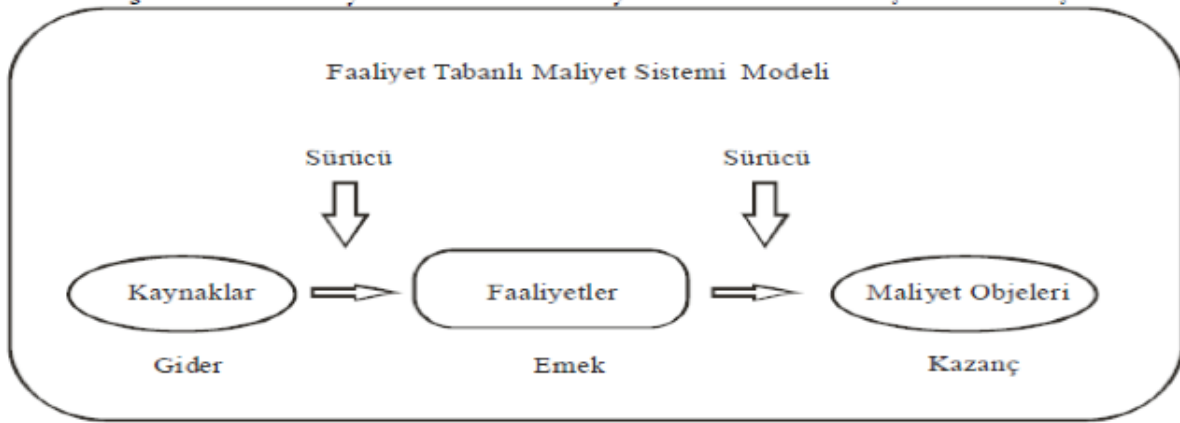 Faaliyet Tabanlı Maliyet Sistemi Modeli
Sürücü Sürücü
Kaynaklar Faaliyetler Maliyet Objeleri
Gider Emek Kazanç